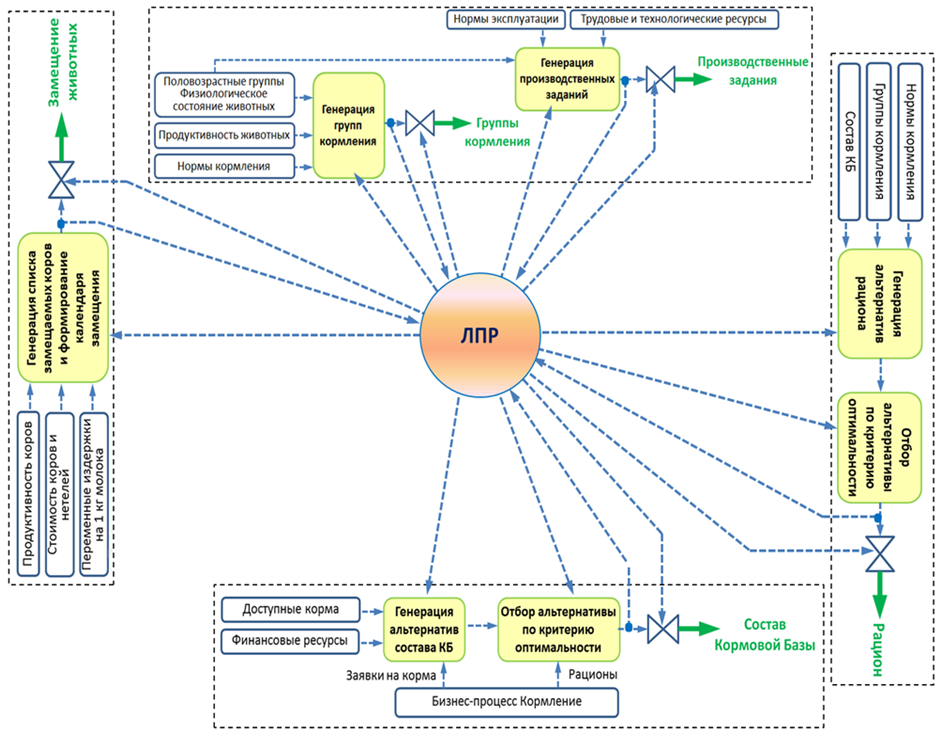 Нормы эксплуатации
Трудовые и технологические ресурсы
Половозрастные группы
Физиологическое
состояние животных
Продуктивность животных
Нормы кормления
Генерация
групп
кормления
Группы
кормления
Генерация
производственных
заданий
Производственные
задания
Замещение
животных
Генерация списка
замещаемых коров
и формирование
календаря
замещения
Продуктивность коров
Стоимость коров и
нетелей
Переменные издержки
на 1 кг молока
ЛПР
Состав КБ
Группы кормления
Нормы кормления
Генерация
альтернатив
рациона
Отбор
альтернативы
по критерию
оптимальности
Рацион
Доступные корма
Финансовые ресурсы
Генерация
альтернатив
состава КБ
Отбор альтернативы
по критерию
оптимальности
Состав
Кормовой Базы
Заявки на корма
Рационы
Бизнес-процесс Кормление